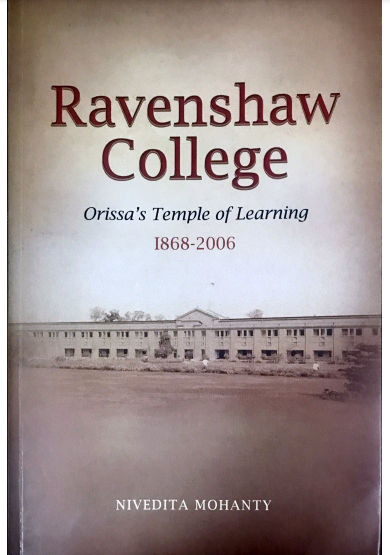 Ravenshaw
College
Orissa's Temple of Learning
1868-2006
NIVEDITA MOHANTY